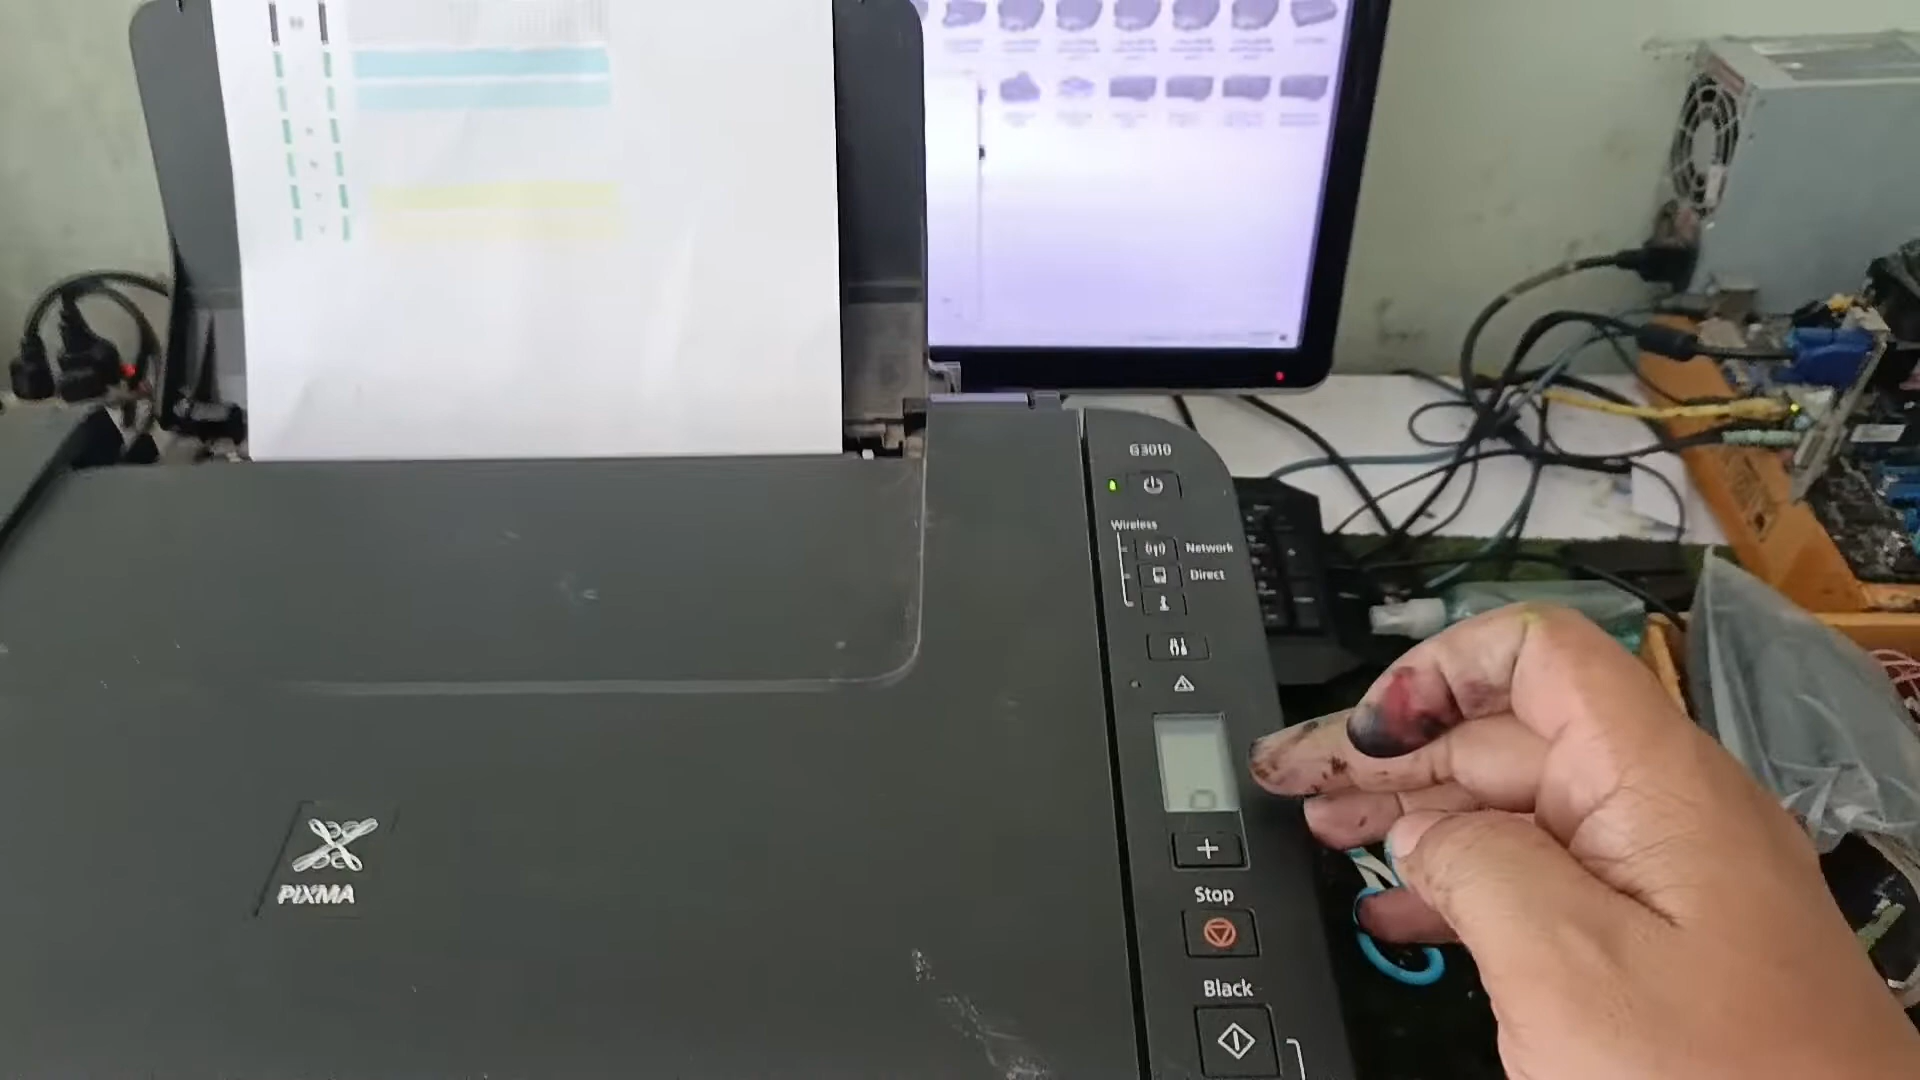 G3010
Wireless
Network
Direct
Stop
Black
PIXMA